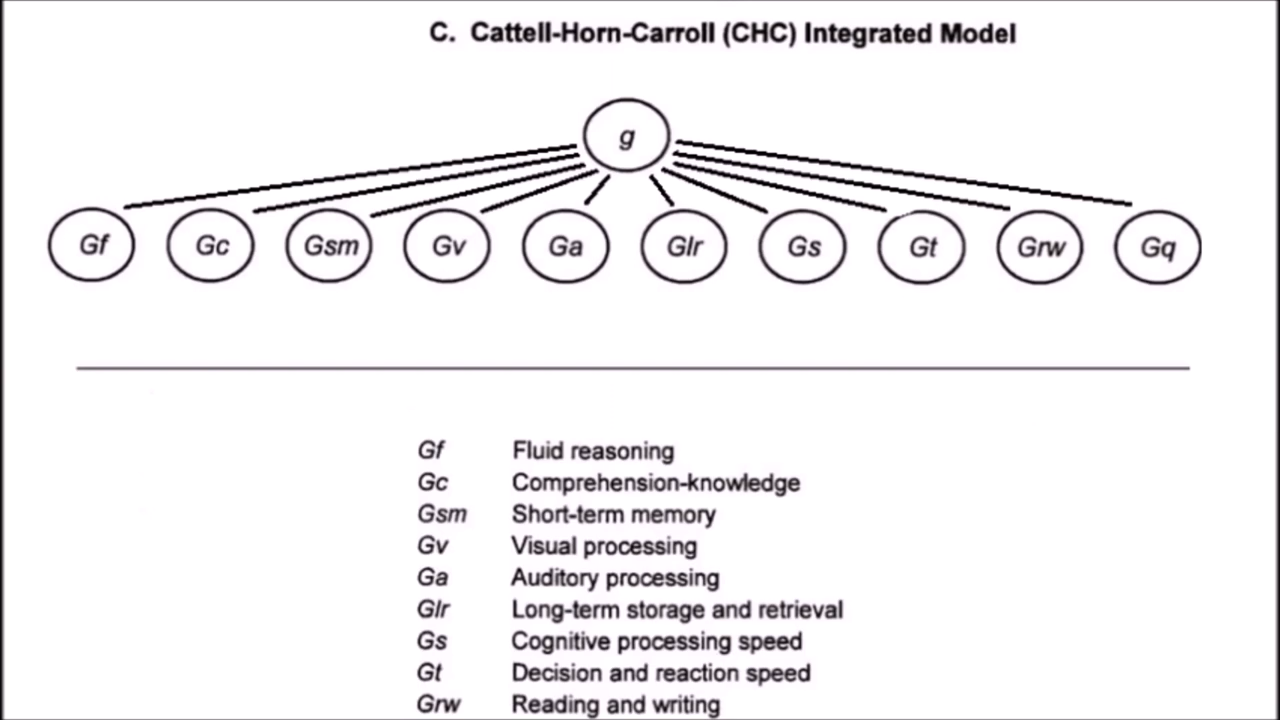 C. Cattell-Horn-Carroll (CHC) Integrated Model
g
Gf Gc Gsm Gv Ga Glr Gs Gt Grw Gq
Gf Fluid reasoning
Gc Comprehension-knowledge
Gsm Short-term memory
Gv Visual processing
Ga Auditory processing
Glr Long-term storage and retrieval
Gs Cognitive processing speed
Gt Decision and reaction speed
Grw Reading and writing